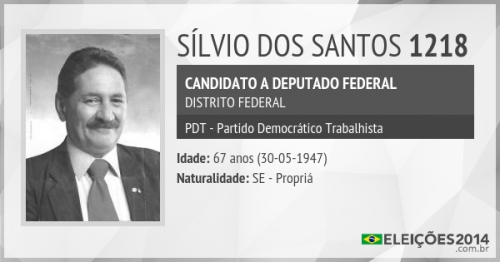 SÍLVIO DOS SANTOS 1218
CANDIDATO A DEPUTADO FEDERAL
DISTRITO FEDERAL
PDT - Partido Democrático Trabalhista
Idade: 67 anos (30-05-1947)
Naturalidade: SE - Propriá
ELEIÇÕES2014
.com.br